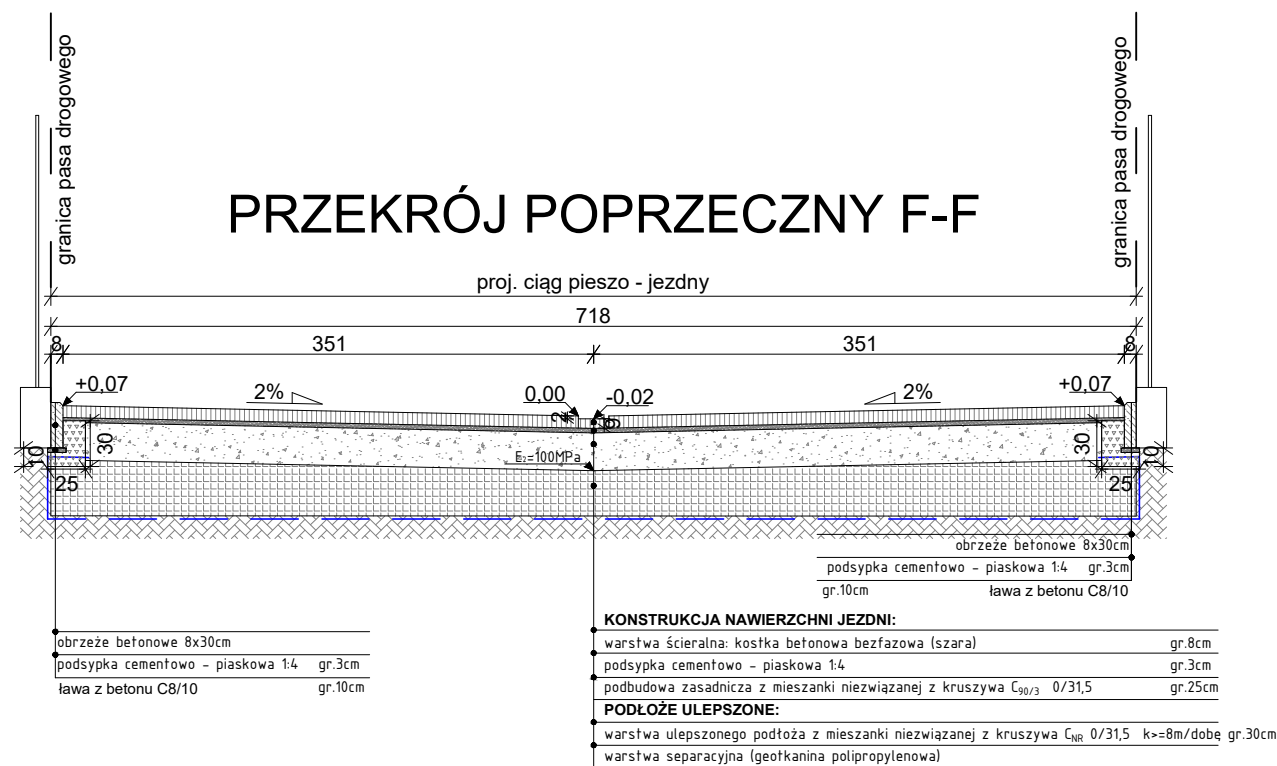 granica pasa drogowego
granica pasa drogowego
PRZEKRÓJ POPRZECZNY F-F
proj. ciąg pieszo - jezdny
718
8 351 351 8
+0,07 2% 0,00 -0,02 2% +0,07
2
9
10 30 30 10
E₂=100MPa
25 25
obrzeże betonowe 8x30cm
podsypka cementowo - piaskowa 1:4 gr.3cm
gr.10cm ława z betonu C8/10
obrzeże betonowe 8x30cm
podsypka cementowo - piaskowa 1:4 gr.3cm
ława z betonu C8/10 gr.10cm
KONSTRUKCJA NAWIERZCHNI JEZDNI:
warstwa ścieralna: kostka betonowa bezfazowa (szara) gr.8cm
podsypka cementowo - piaskowa 1:4 gr.3cm
podbudowa zasadnicza z mieszanki niezwiązanej z kruszywa C90/3 0/31,5 gr.25cm
PODŁOŻE ULEPSZONE:
warstwa ulepszonego podłoża z mieszanki niezwiązanej z kruszywa CNR 0/31,5 k>=8m/dobę gr.30cm
warstwa separacyjna (geotkanina polipropylenowa)